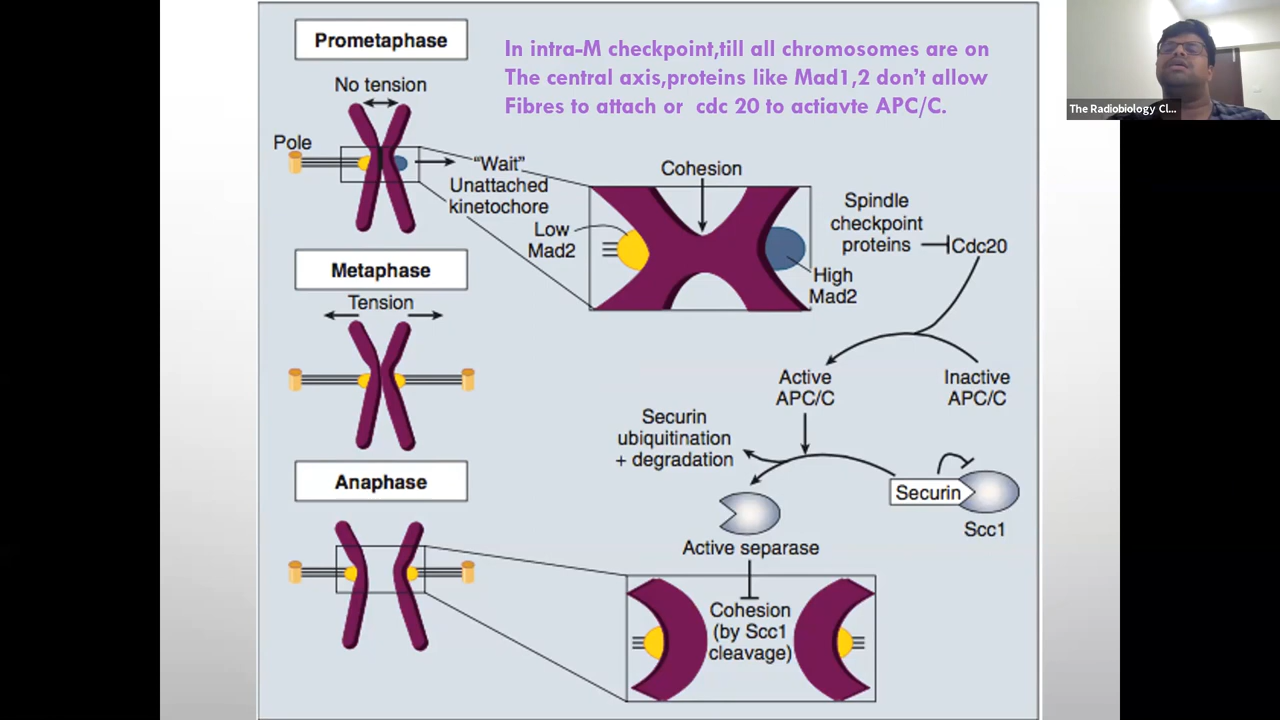 Prometaphase
In intra-M checkpoint,till all chromosomes are on
The central axis,proteins like Mad1,2 don't allow
Fibres to attach or cdc 20 to actiavte APC/C.
The Radiobiology Cl...
No tension
Pole
"Wait"
Unattached
kinetochore
Cohesion
Low
Mad2
High
Mad2
Spindle
checkpoint
proteins
Cdc20
Metaphase
Tension
Active
APC/C
Inactive
APC/C
Securin
ubiquitination
+ degradation
Securin
Scc1
Anaphase
Active separase
Cohesion
(by Scc1
cleavage)